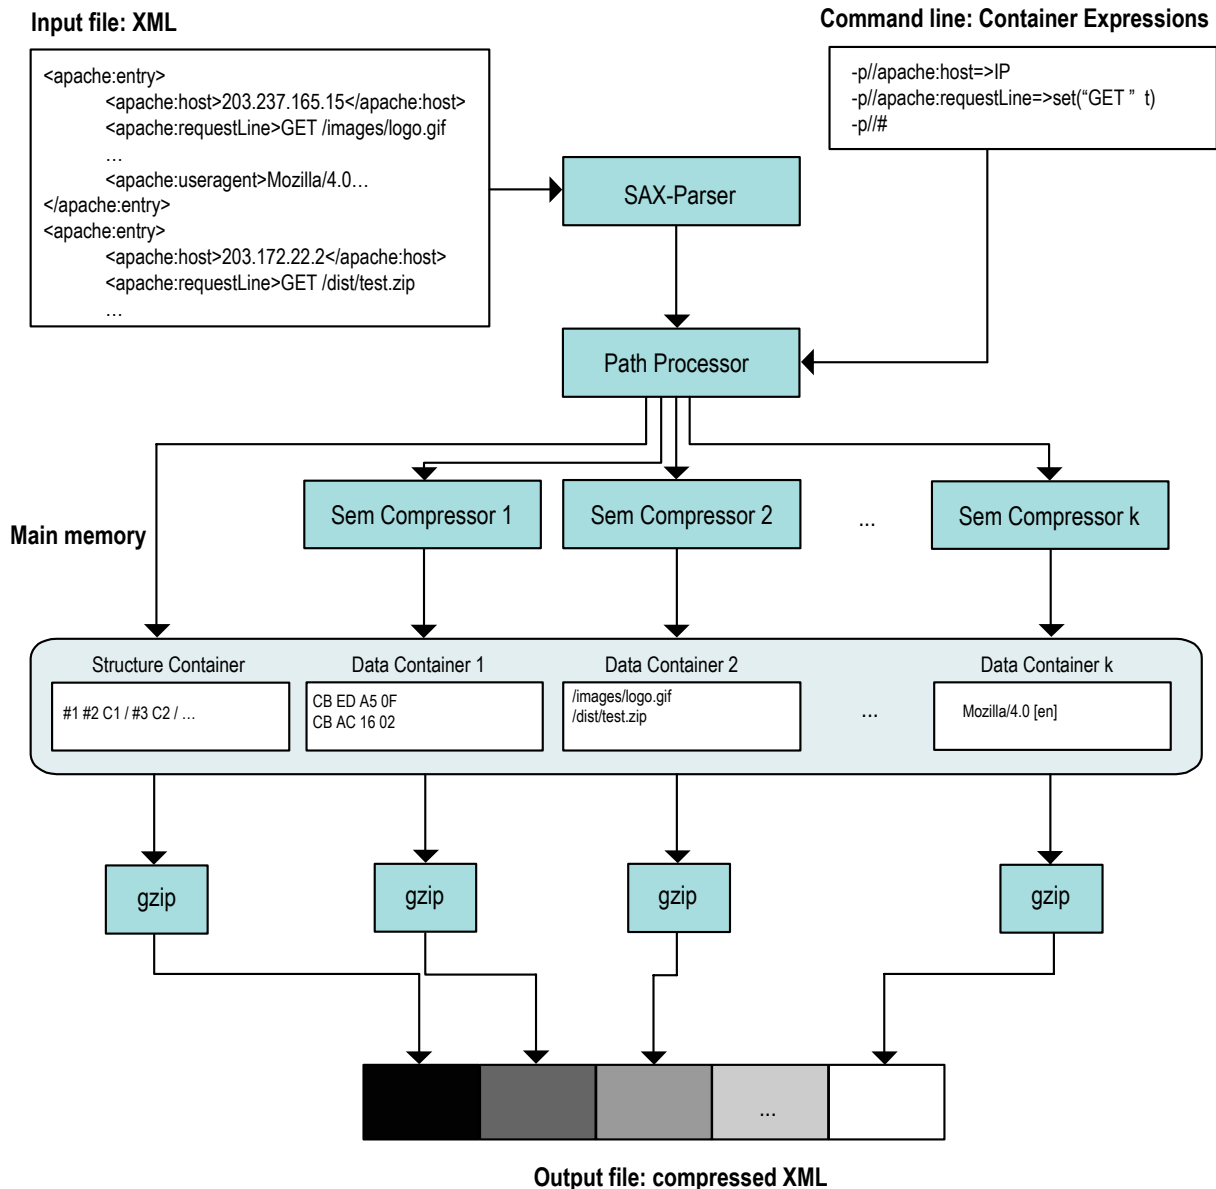 Input file: XML
Command line: Container Expressions
<apache:entry>
<apache:host>203.237.165.15</apache:host>
<apache:requestLine>GET /images/logo.gif
…
<apache:useragent>Mozilla/4.0…
</apache:entry>
<apache:entry>
<apache:host>203.172.22.2</apache:host>
<apache:requestLine>GET /dist/test.zip
…
-p//apache:host=>IP
-p//apache:requestLine=>set(“GET ” t)
-p//#
SAX-Parser
Path Processor
Sem Compressor 1
Sem Compressor 2
...
Sem Compressor k
Main memory
Structure Container
#1 #2 C1 / #3 C2 / …
Data Container 1
CB ED A5 0F
CB AC 16 02
Data Container 2
/images/logo.gif
/dist/test.zip
...
Data Container k
Mozilla/4.0 [en]
gzip
gzip
gzip
gzip
...
Output file: compressed XML